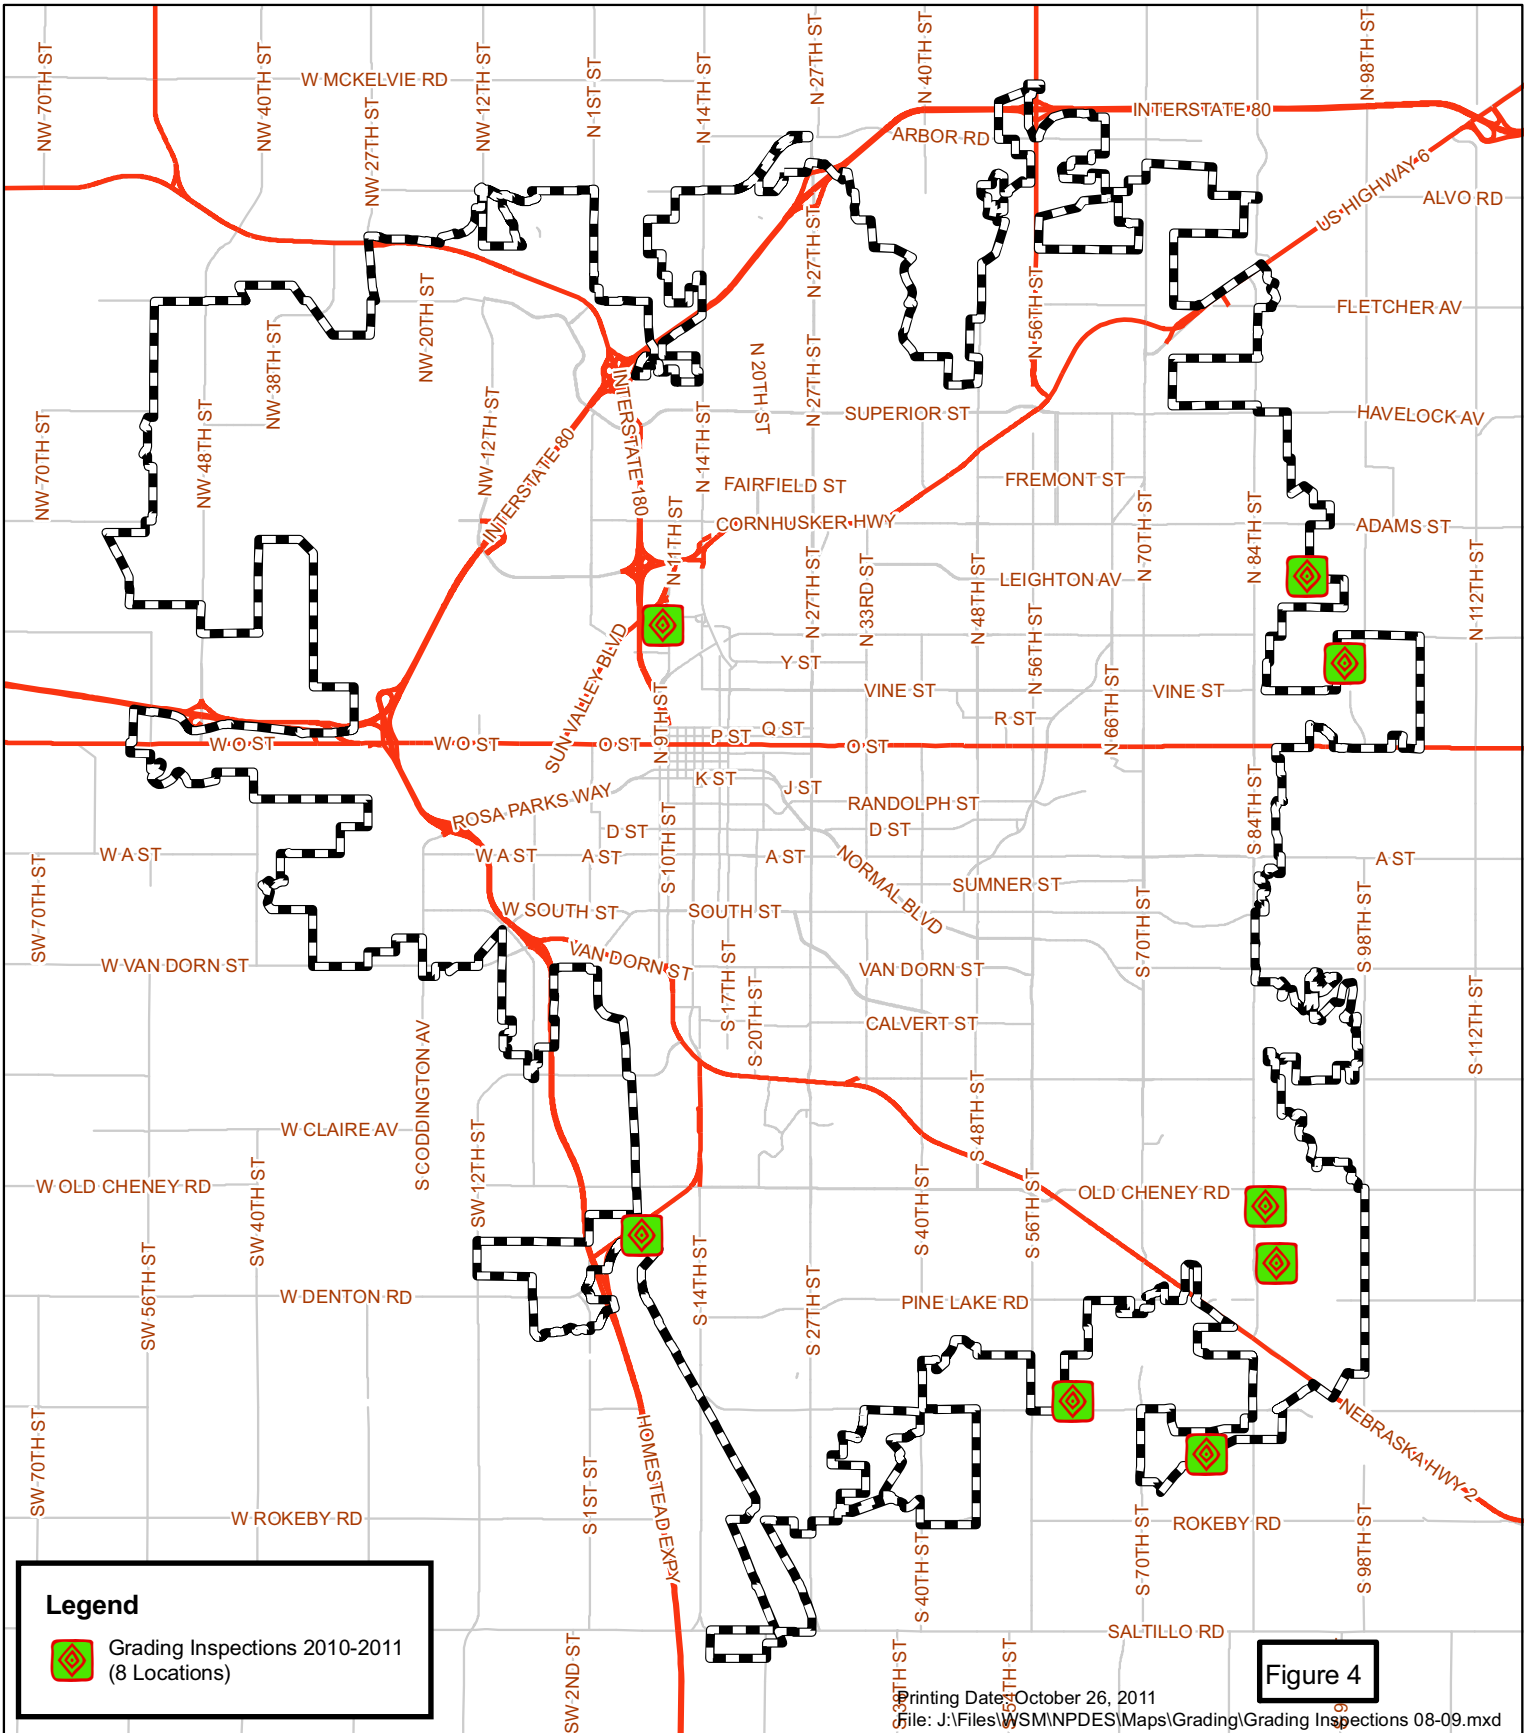 NW 70TH ST
NW 40TH ST
W MCKELVIE RD
NW 27TH ST
NW 12TH ST
N 1ST ST
N 14TH ST
N 27TH ST
N 40TH ST
N 98TH ST
INTERSTATE 80
ARBOR RD
US HIGHWAY 6
ALVO RD
N 27TH ST
NW 20TH ST
NW 38TH ST
N 56TH ST
FLETCHER AV
N 20TH ST
N 27TH ST
INTERSTATE 180
NW 70TH ST
NW 48TH ST
NW 12TH ST
INTERSTATE 80
N 14TH ST
SUPERIOR ST
HAVELOCK AV
FAIRFIELD ST
FREMONT ST
CORNHUSKER HWY
N 11TH ST
ADAMS ST
N 70TH ST
N 84TH ST
N 27TH ST
N 33RD ST
N 48TH ST
LEIGHTON AV
N 56TH ST
N 112TH ST
SUN VALLEY BLVD
Y ST
VINE ST
VINE ST
N 66TH ST
N 9TH ST
R ST
Q ST
P ST
W O ST
W O ST
O ST
O ST
K ST
J ST
ROSA PARKS WAY
RANDOLPH ST
D ST
D ST
S 84TH ST
S 10TH ST
W A ST
W A ST
A ST
A ST
A ST
NORMAL BLVD
SUMNER ST
SW 70TH ST
W SOUTH ST
SOUTH ST
S 70TH ST
S 98TH ST
W VAN DORN ST
VAN DORN ST
VAN DORN ST
S 17TH ST
S 20TH ST
CALVERT ST
S 112TH ST
S CODDINGTON AV
W CLAIRE AV
SW 12TH ST
S 48TH ST
W OLD CHENEY RD
SW 40TH ST
S 40TH ST
S 56TH ST
OLD CHENEY RD
SW 56TH ST
W DENTON RD
S 14TH ST
S 27TH ST
PINE LAKE RD
SW 70TH ST
HOMESTEAD EXPY
S 1ST ST
NEBRASKA HWY 2
W ROKEBY RD
ROKEBY RD
S 40TH ST
S 70TH ST
S 98TH ST
SALTILLO RD
SW 2ND ST
S 38TH ST
S 54TH ST
Legend
Grading Inspections 2010-2011
(8 Locations)
Figure 4
Printing Date: October 26, 2011
File: J:\Files\WSM\NPDES\Maps\Grading\Grading Inspections 08-09.mxd